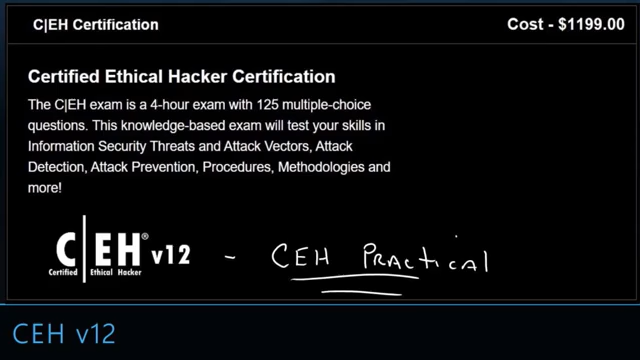 C|EH Certification
Cost - $1199.00
Certified Ethical Hacker Certification
The C|EH exam is a 4-hour exam with 125 multiple-choice
questions. This knowledge-based exam will test your skills in
Information Security Threats and Attack Vectors, Attack
Detection, Attack Prevention, Procedures, Methodologies and
more!
C|EH® v12 - CEH PRACTICAL
Certified Ethical Hacker
CEH v12